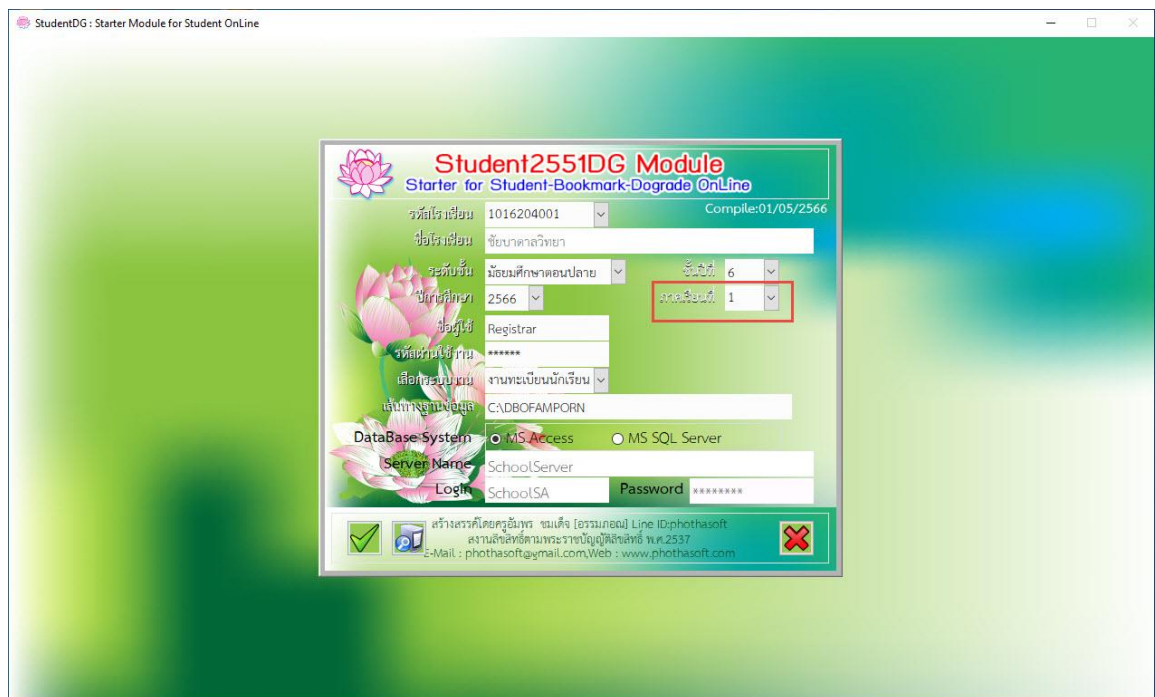 StudentDG : Starter Module for Student OnLine
Student2551DG Module
Starter for Student-Bookmark-Dograde OnLine
Compile:01/05/2566
รหัสโรงเรียน 1016204001
ชื่อโรงเรียน ชัยบาดาลวิทยา
ระดับชั้น มัธยมศึกษาตอนปลาย ชั้นปีที่ 6
ปีการศึกษา 2566 ภาคเรียนที่ 1
ชื่อผู้ใช้ Registrar
รหัสผ่านใช้งาน ******
เลือกระบบงาน งานทะเบียนนักเรียน
เส้นทางฐานข้อมูล C:\DBOFAMPORN
DataBase System MS.Access MS SQL Server
Server Name SchoolServer
Login SchoolSA Password ********
สร้างสรรค์โดยครูอัมพร ขมเด็จ [อรรมภอณ] Line ID:phothasoft
สงวนลิขสิทธิ์ตามพระราชบัญญัติลิขสิทธิ์ พ.ศ.2537
E-Mail : phothasoft@gmail.com,Web : www.phothasoft.com